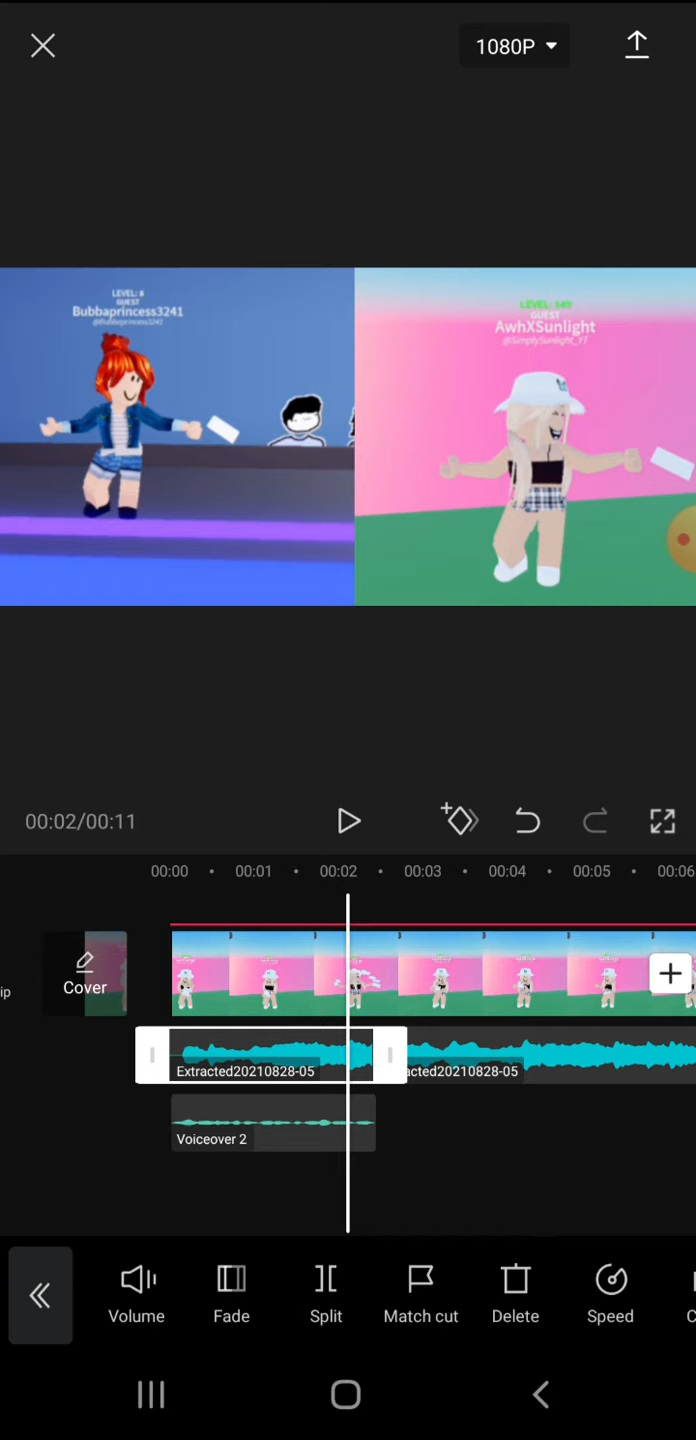 1080P
LEVEL: 8
GUEST
Bubbaprincess3241
@Bubbaprincess3241
LEVEL: 149
GUEST
AwhXSunlight
@SimplySunlight_YT
00:02/00:11
00:00 • 00:01 • 00:02 • 00:03 • 00:04 • 00:05 • 00:06
ip
Cover
Extracted20210828-05
acted20210828-05
Voiceover 2
Volume
Fade
Split
Match cut
Delete
Speed
C